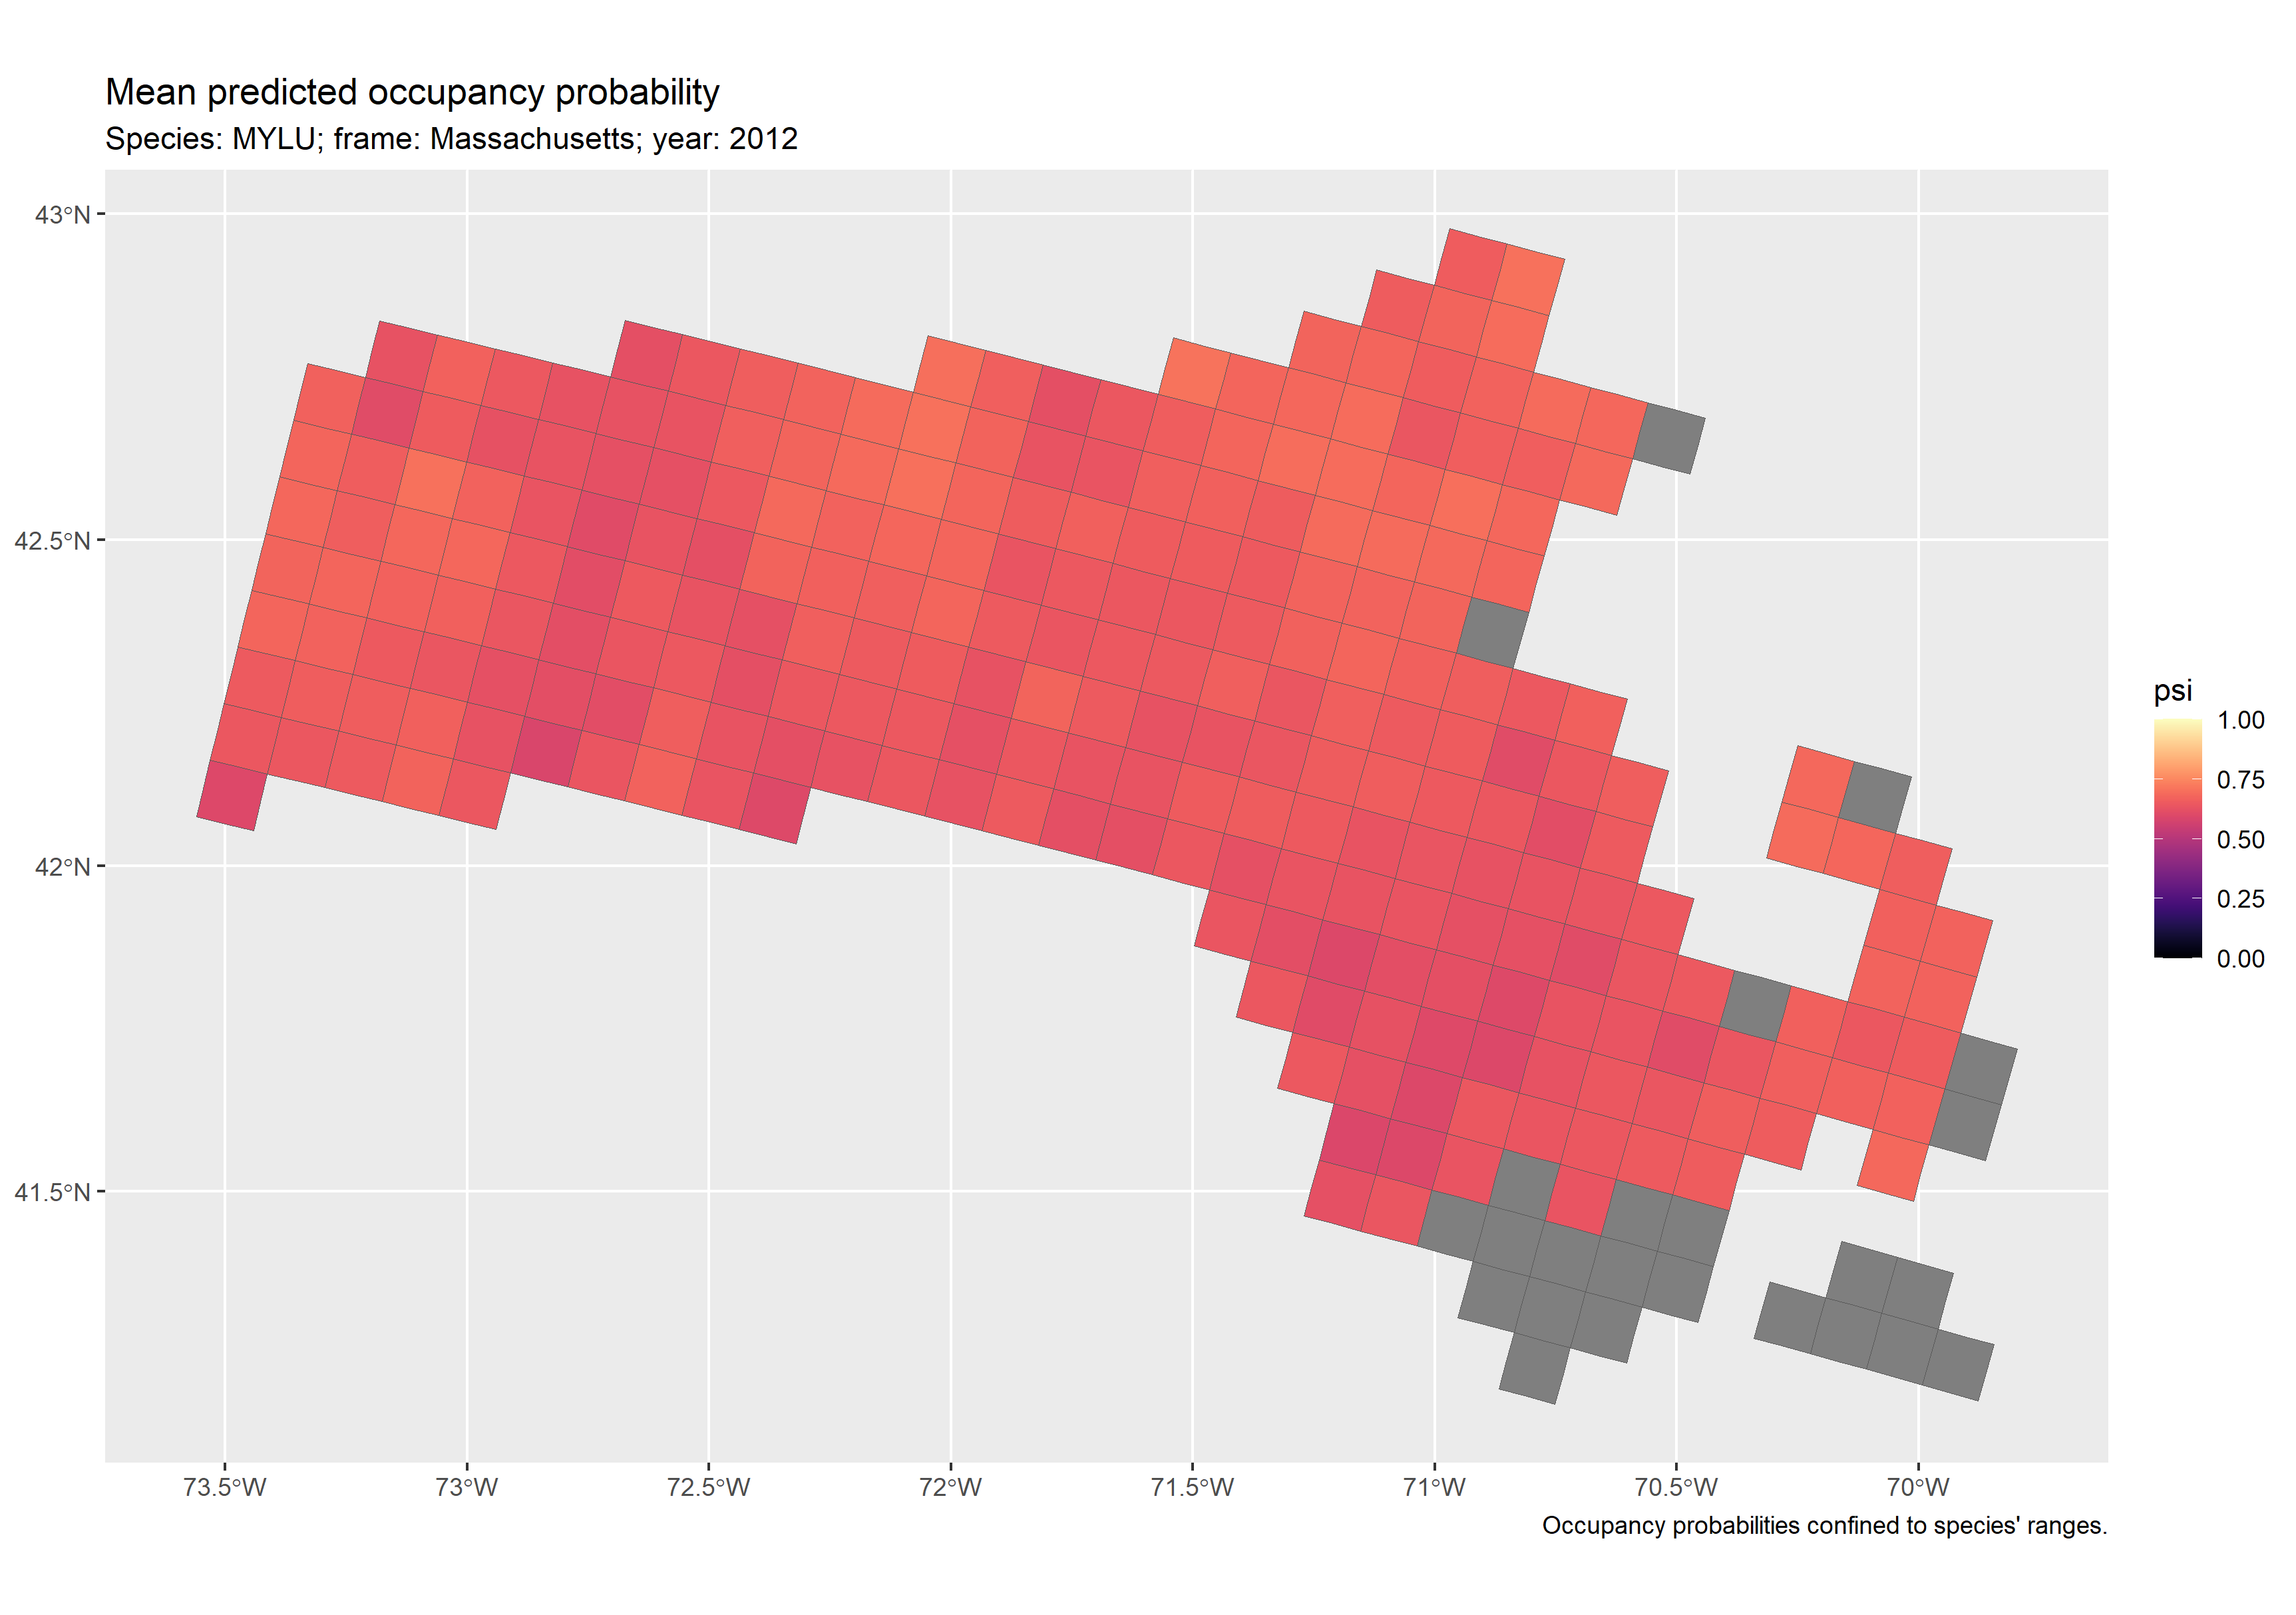 Mean predicted occupancy probability
Species: MYLU; frame: Massachusetts; year: 2012
43°N
42.5°N
42°N
41.5°N
73.5°W
73°W
72.5°W
72°W
71.5°W
71°W
70.5°W
70°W
psi
1.00
0.75
0.50
0.25
0.00
Occupancy probabilities confined to species' ranges.